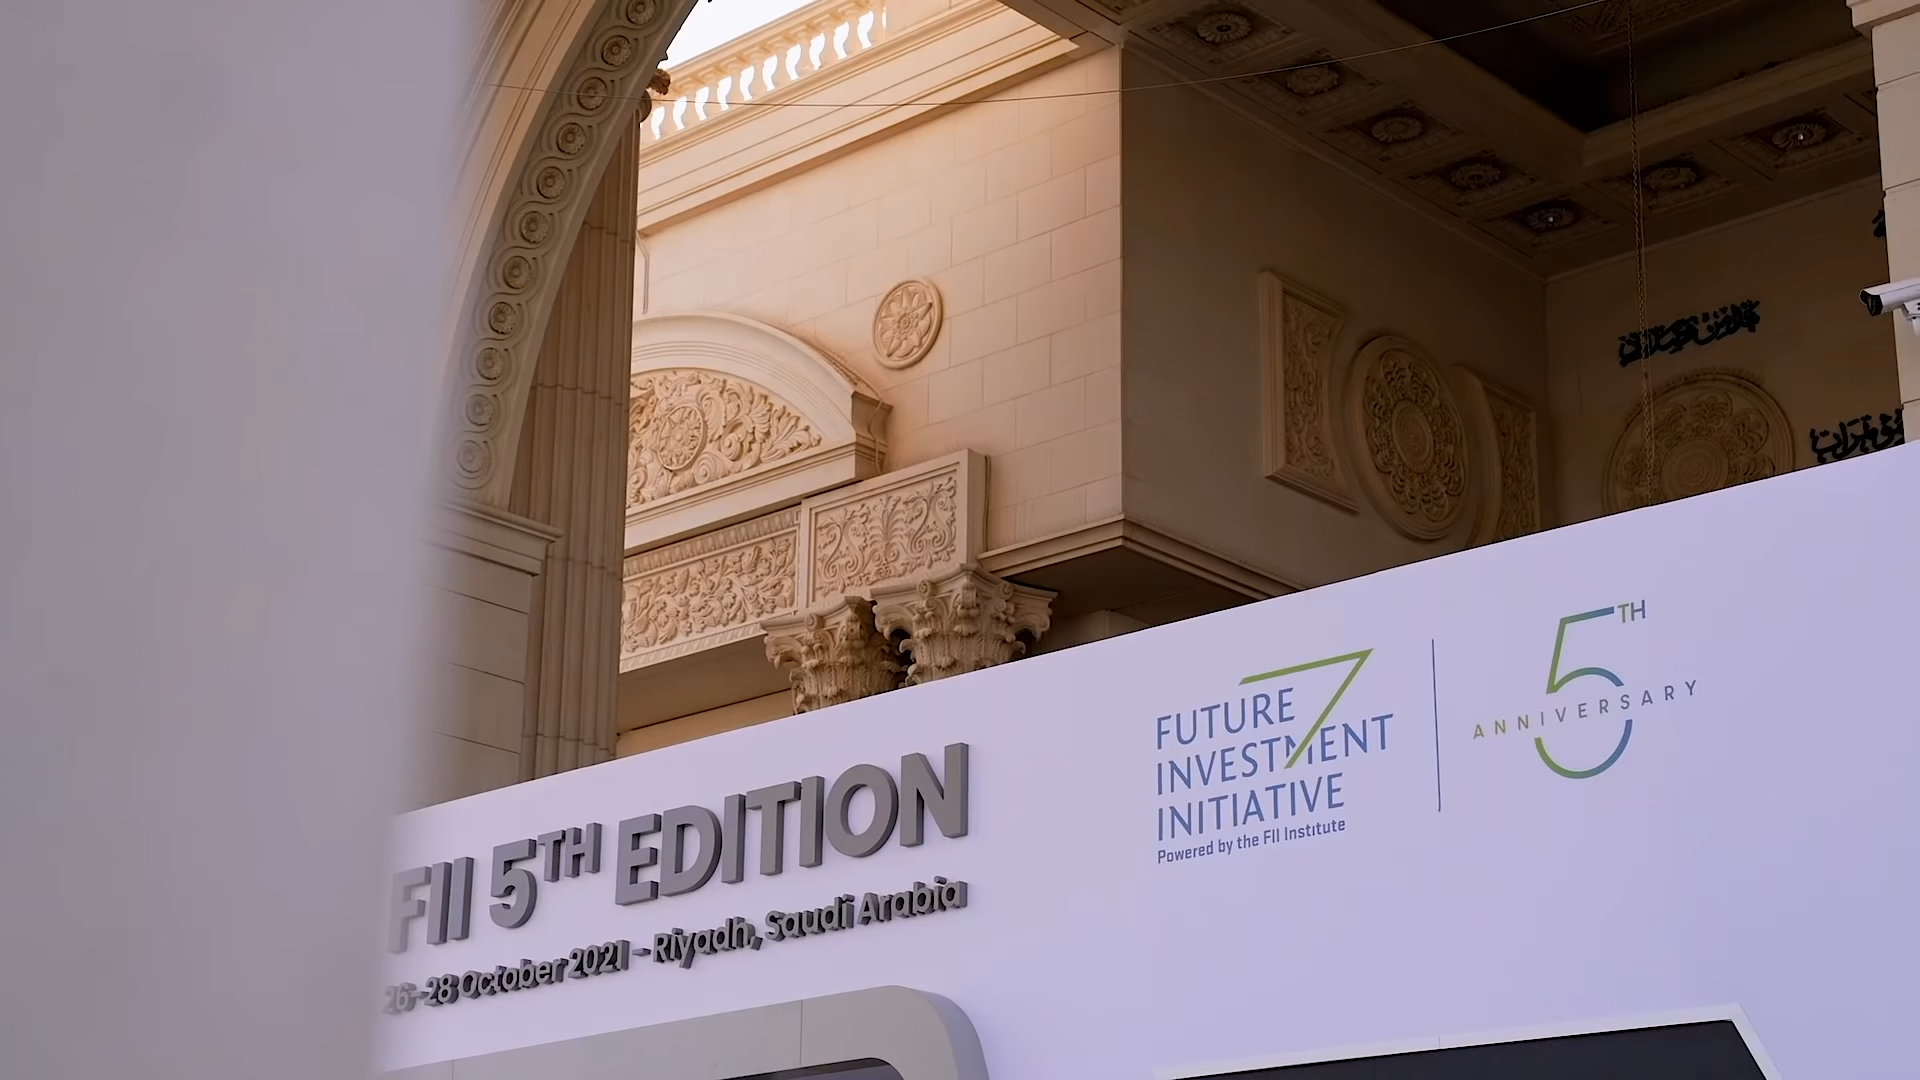 FII 5TH EDITION
26-28 October 2021 - Riyadh, Saudi Arabia
FUTURE
INVESTMENT
INITIATIVE
Powered by the FII Institute
5TH
ANNIVERSARY